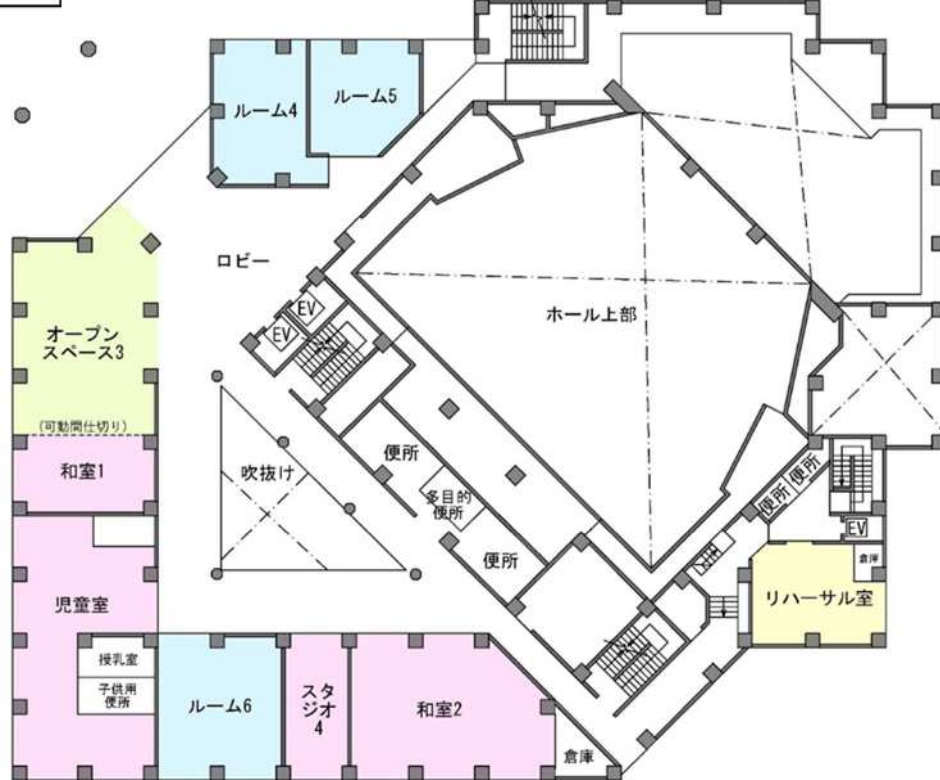 ルーム4
ルーム5
ロビー
EV
EV
ホール上部
オープン
スペース3
(可動間仕切り)
和室1
吹抜け
便所
多目的
便所
便所
便所
便所
EV
倉庫
リハーサル室
児童室
授乳室
子供用
便所
ルーム6
スタ
ジオ
4
和室2
倉庫